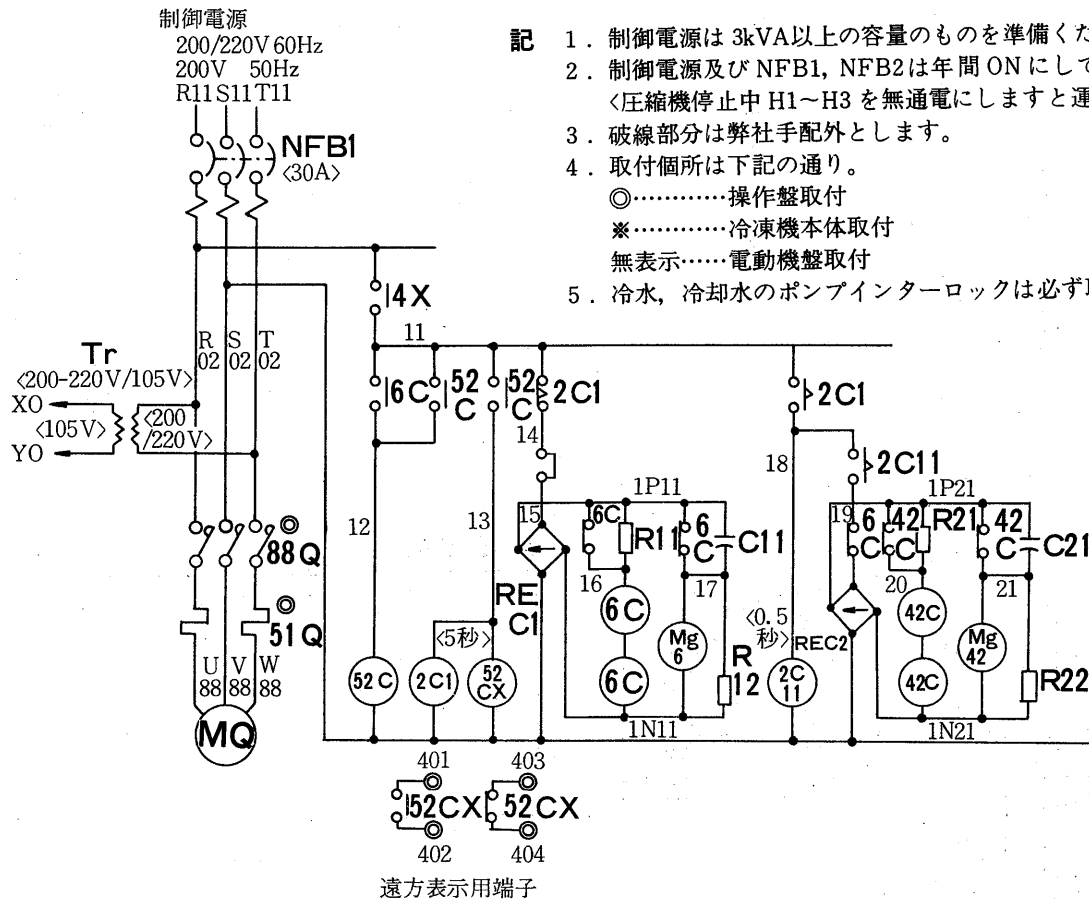 制御電源
200/220V 60Hz
200V 50Hz
R11 S11 T11
NFB1
〈30A〉
記 1. 制御電源は 3kVA以上の容量のものを準備くだ
2. 制御電源及び NFB1, NFB2は年間 ONにして
〈圧縮機停止中 H1〜H3 を無通電にしますと運
3. 破線部分は弊社手配外とします。
4. 取付個所は下記の通り。
◎…………操作盤取付
※…………冷凍機本体取付
無表示……電動機盤取付
5. 冷水, 冷却水のポンプインターロックは必ず
4X
11
R S T
02 02 02
Tr
〈200-220V/105V〉
XO
〈105V〉
〈200
/220V〉
YO
6C
52
C
52
C
2C1
2C1
14
18
2C11
12
13
15
1P11
6C
R11
6
C
C11
16
17
19
1P21
6
C
42
C
R21
42
C
C21
20
21
◎
88Q
◎
51Q
RE
C1
6C
6C
Mg
6
R
12
〈0.5
秒〉
REC2
42C
42C
Mg
42
R22
U V W
88 88 88
MQ
〈5秒〉
52C
2C1
52
CX
2C
11
1N11
1N21
401
403
52CX
52CX
402
404
遠方表示用端子